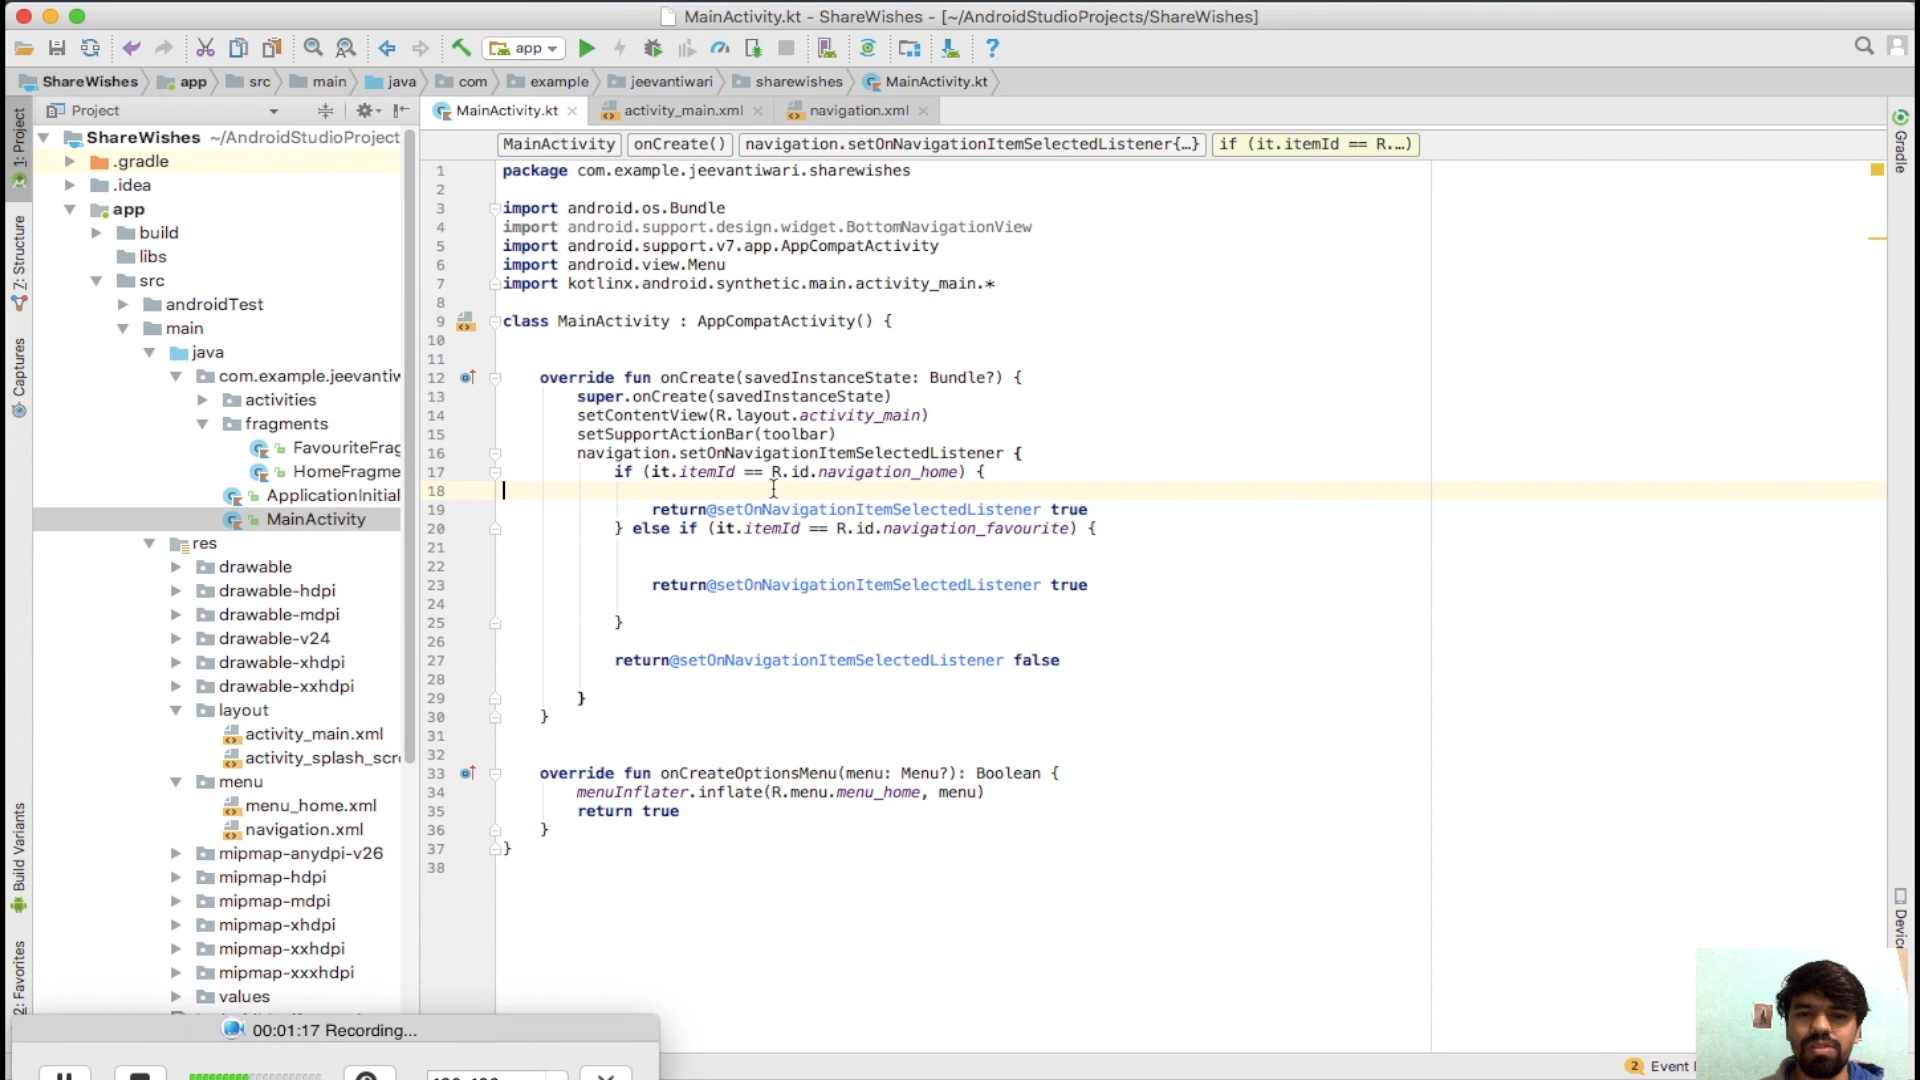 MainActivity.kt - ShareWishes - [~/AndroidStudioProjects/ShareWishes]
app
ShareWishes app src main java com example jeevantiwari sharewishes MainActivity.kt
Project
MainActivity.kt activity_main.xml navigation.xml
MainActivity onCreate() navigation.setOnNavigationItemSelectedListener{…} if (it.itemId == R.…)
1: Project
7: Structure
Captures
Build Variants
2: Favorites
ShareWishes ~/AndroidStudioProject
.gradle
.idea
app
build
libs
src
androidTest
main
java
com.example.jeevantiw
activities
fragments
FavouriteFrag
HomeFragme
ApplicationInitial
MainActivity
res
drawable
drawable-hdpi
drawable-mdpi
drawable-v24
drawable-xhdpi
drawable-xxhdpi
layout
activity_main.xml
activity_splash_scr
menu
menu_home.xml
navigation.xml
mipmap-anydpi-v26
mipmap-hdpi
mipmap-mdpi
mipmap-xhdpi
mipmap-xxhdpi
mipmap-xxxhdpi
values
1 package com.example.jeevantiwari.sharewishes
2
3 import android.os.Bundle
4 import android.support.design.widget.BottomNavigationView
5 import android.support.v7.app.AppCompatActivity
6 import android.view.Menu
7 import kotlinx.android.synthetic.main.activity_main.*
8
9 class MainActivity : AppCompatActivity() {
10
11
12 override fun onCreate(savedInstanceState: Bundle?) {
13 super.onCreate(savedInstanceState)
14 setContentView(R.layout.activity_main)
15 setSupportActionBar(toolbar)
16 navigation.setOnNavigationItemSelectedListener {
17 if (it.itemId == R.id.navigation_home) {
18
19 return@setOnNavigationItemSelectedListener true
20 } else if (it.itemId == R.id.navigation_favourite) {
21
22
23 return@setOnNavigationItemSelectedListener true
24
25 }
26
27 return@setOnNavigationItemSelectedListener false
28
29 }
30 }
31
32
33 override fun onCreateOptionsMenu(menu: Menu?): Boolean {
34 menuInflater.inflate(R.menu.menu_home, menu)
35 return true
36 }
37 }
38
Gradle
00:01:17 Recording...
2 Event